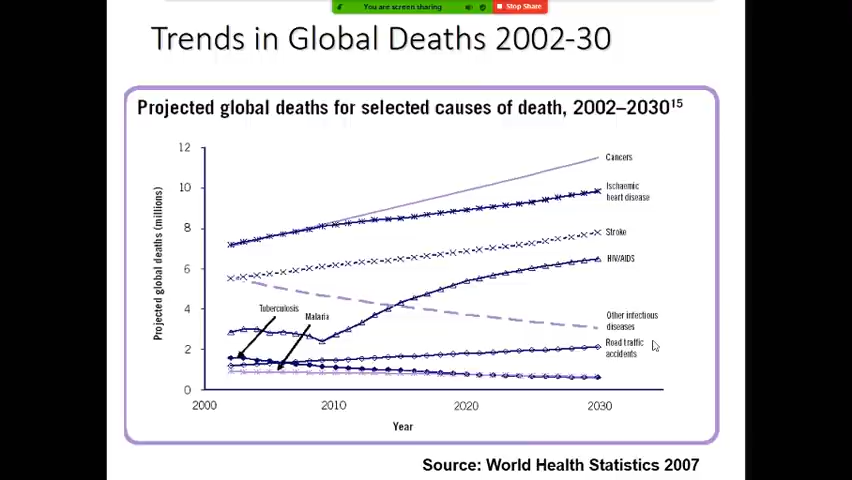 You are screen sharing
Stop Share
Trends in Global Deaths 2002-30
Projected global deaths for selected causes of death, 2002–2030¹⁵
12
10
8
6
4
2
0
Projected global deaths (millions)
Cancers
Ischaemic
heart disease
Stroke
HIV/AIDS
Tuberculosis
Malaria
Other infectious
diseases
Road traffic
accidents
2000
2010
2020
2030
Year
Source: World Health Statistics 2007